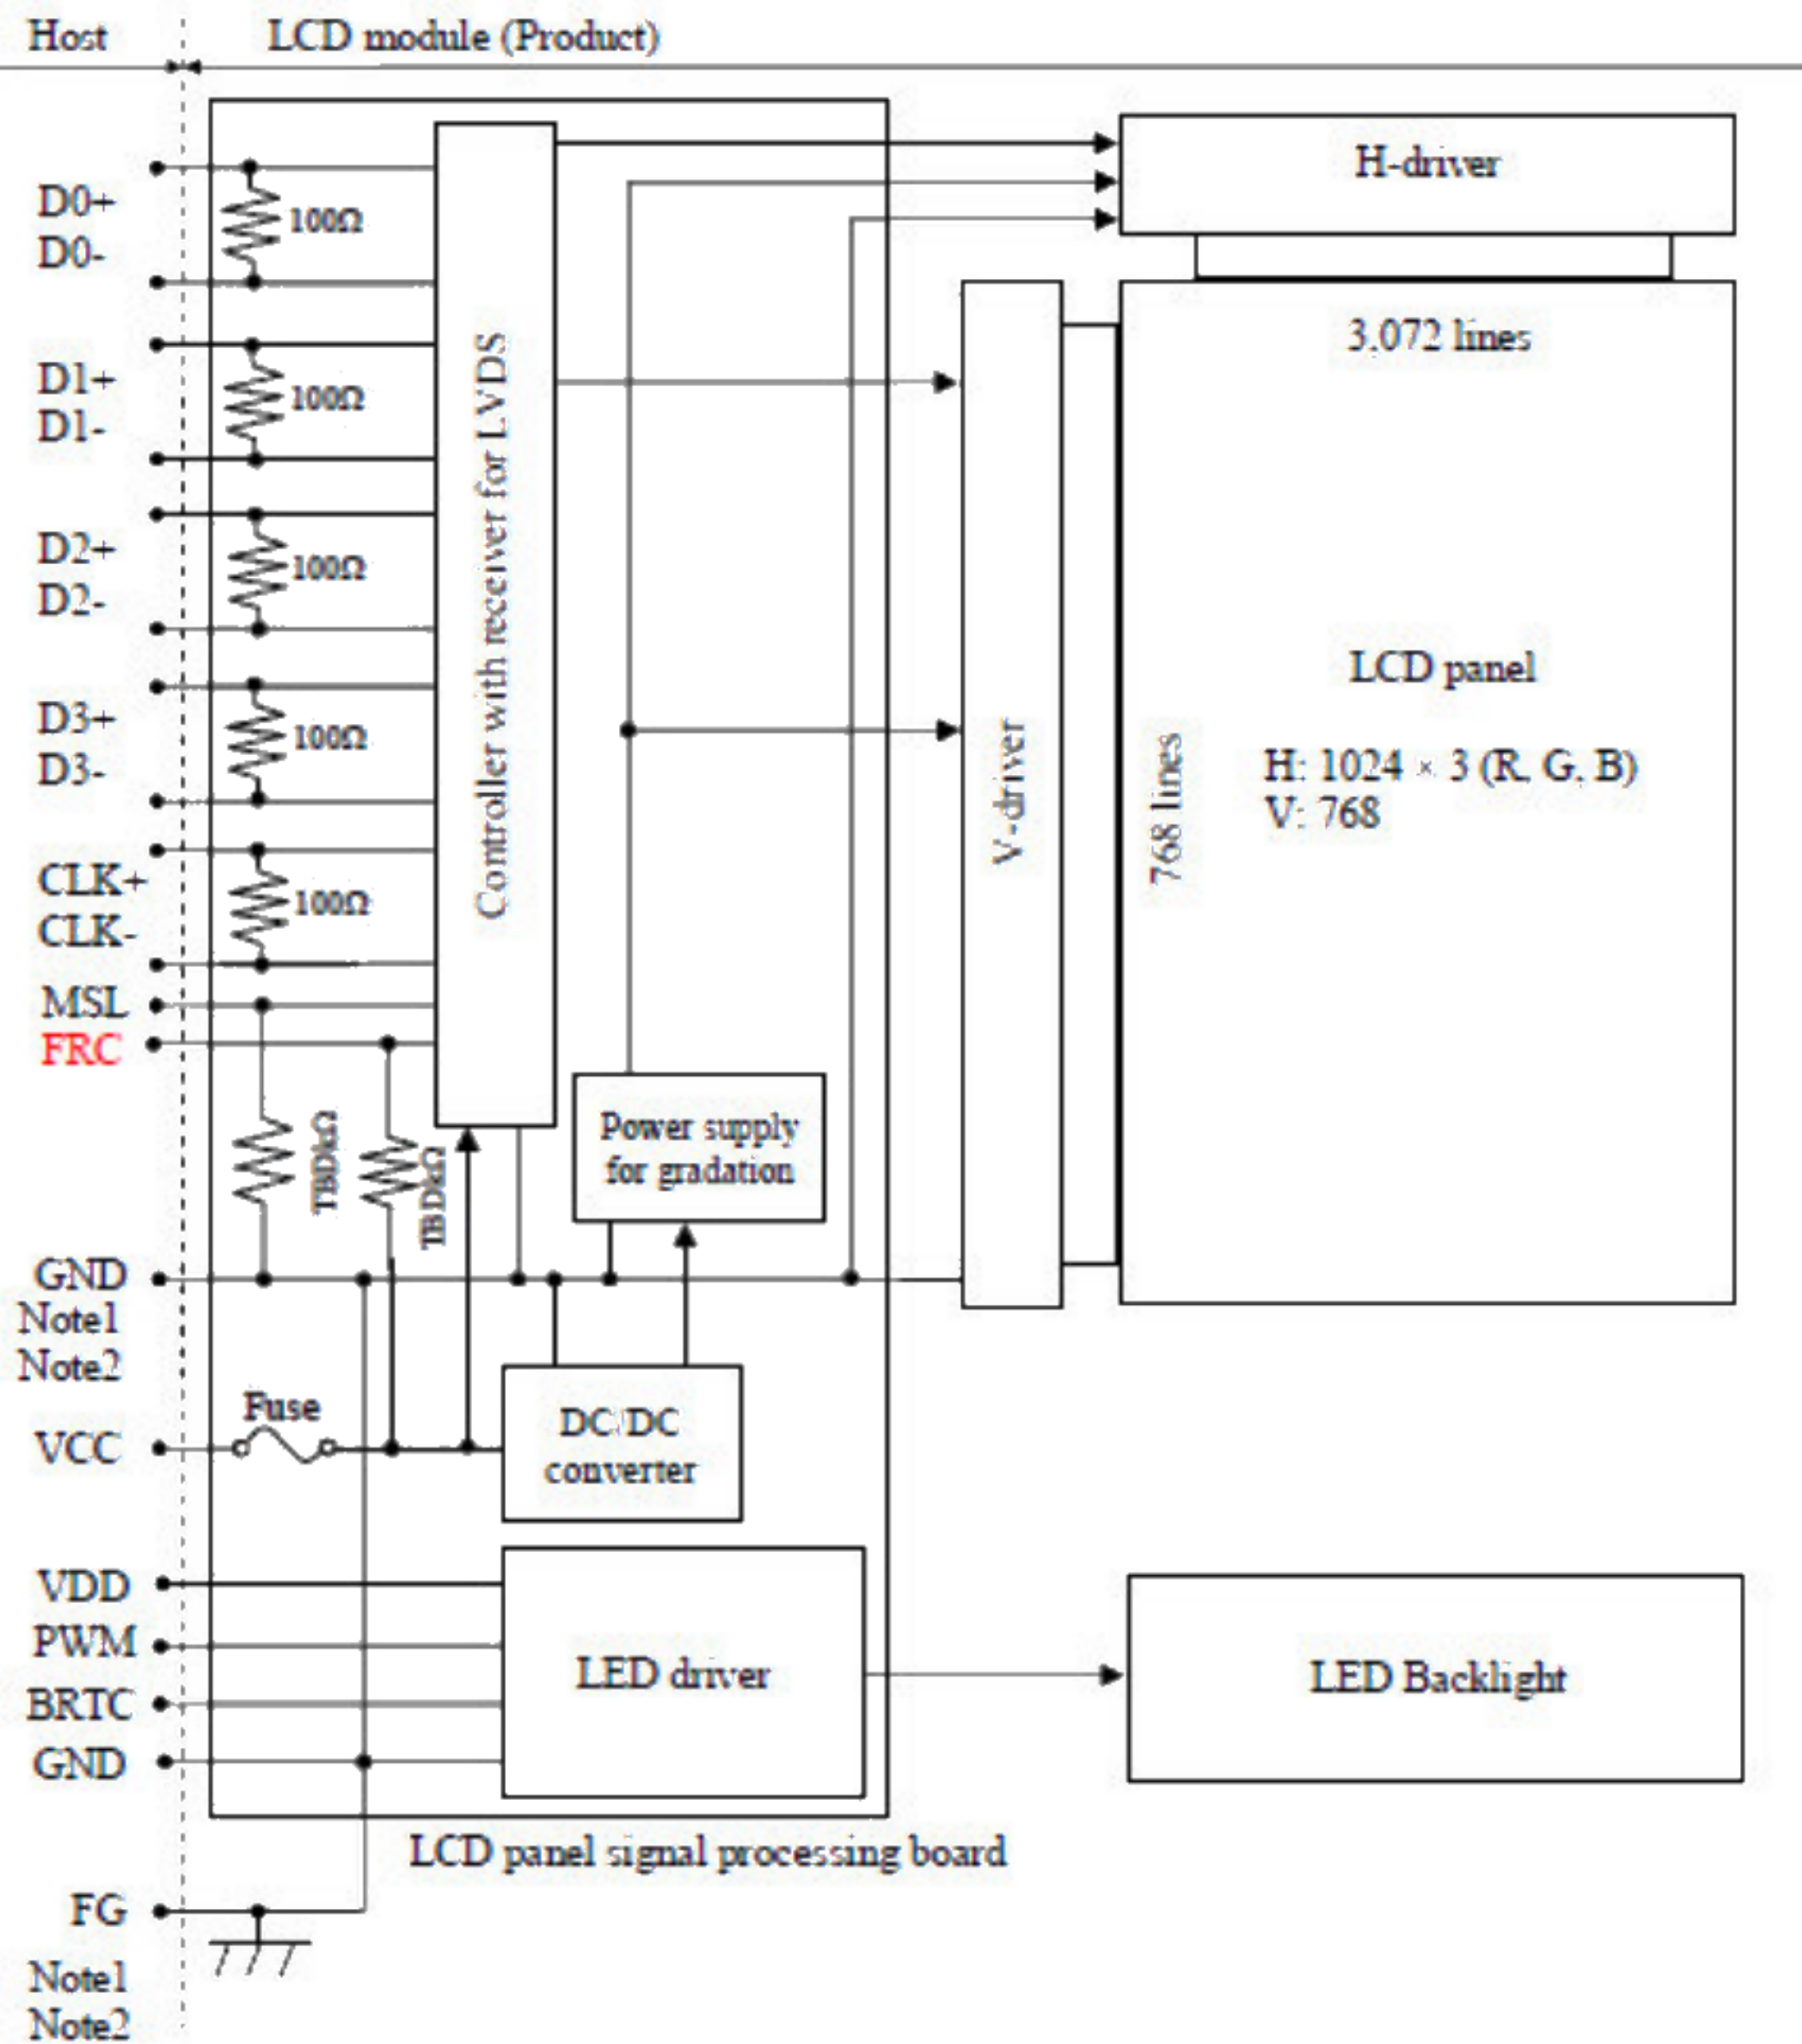 Host
LCD module (Product)
D0+
D0-
100Ω
D1+
D1-
100Ω
D2+
D2-
100Ω
D3+
D3-
100Ω
CLK+
CLK-
100Ω
MSL
FRC
TBDkΩ
TBDkΩ
Controller with receiver for LVDS
H-driver
3,072 lines
V-driver
768 lines
LCD panel
H: 1024 × 3 (R, G, B)
V: 768
Power supply
for gradation
GND
Note1
Note2
Fuse
VCC
DC/DC
converter
VDD
PWM
BRTC
GND
LED driver
LED Backlight
LCD panel signal processing board
FG
Note1
Note2